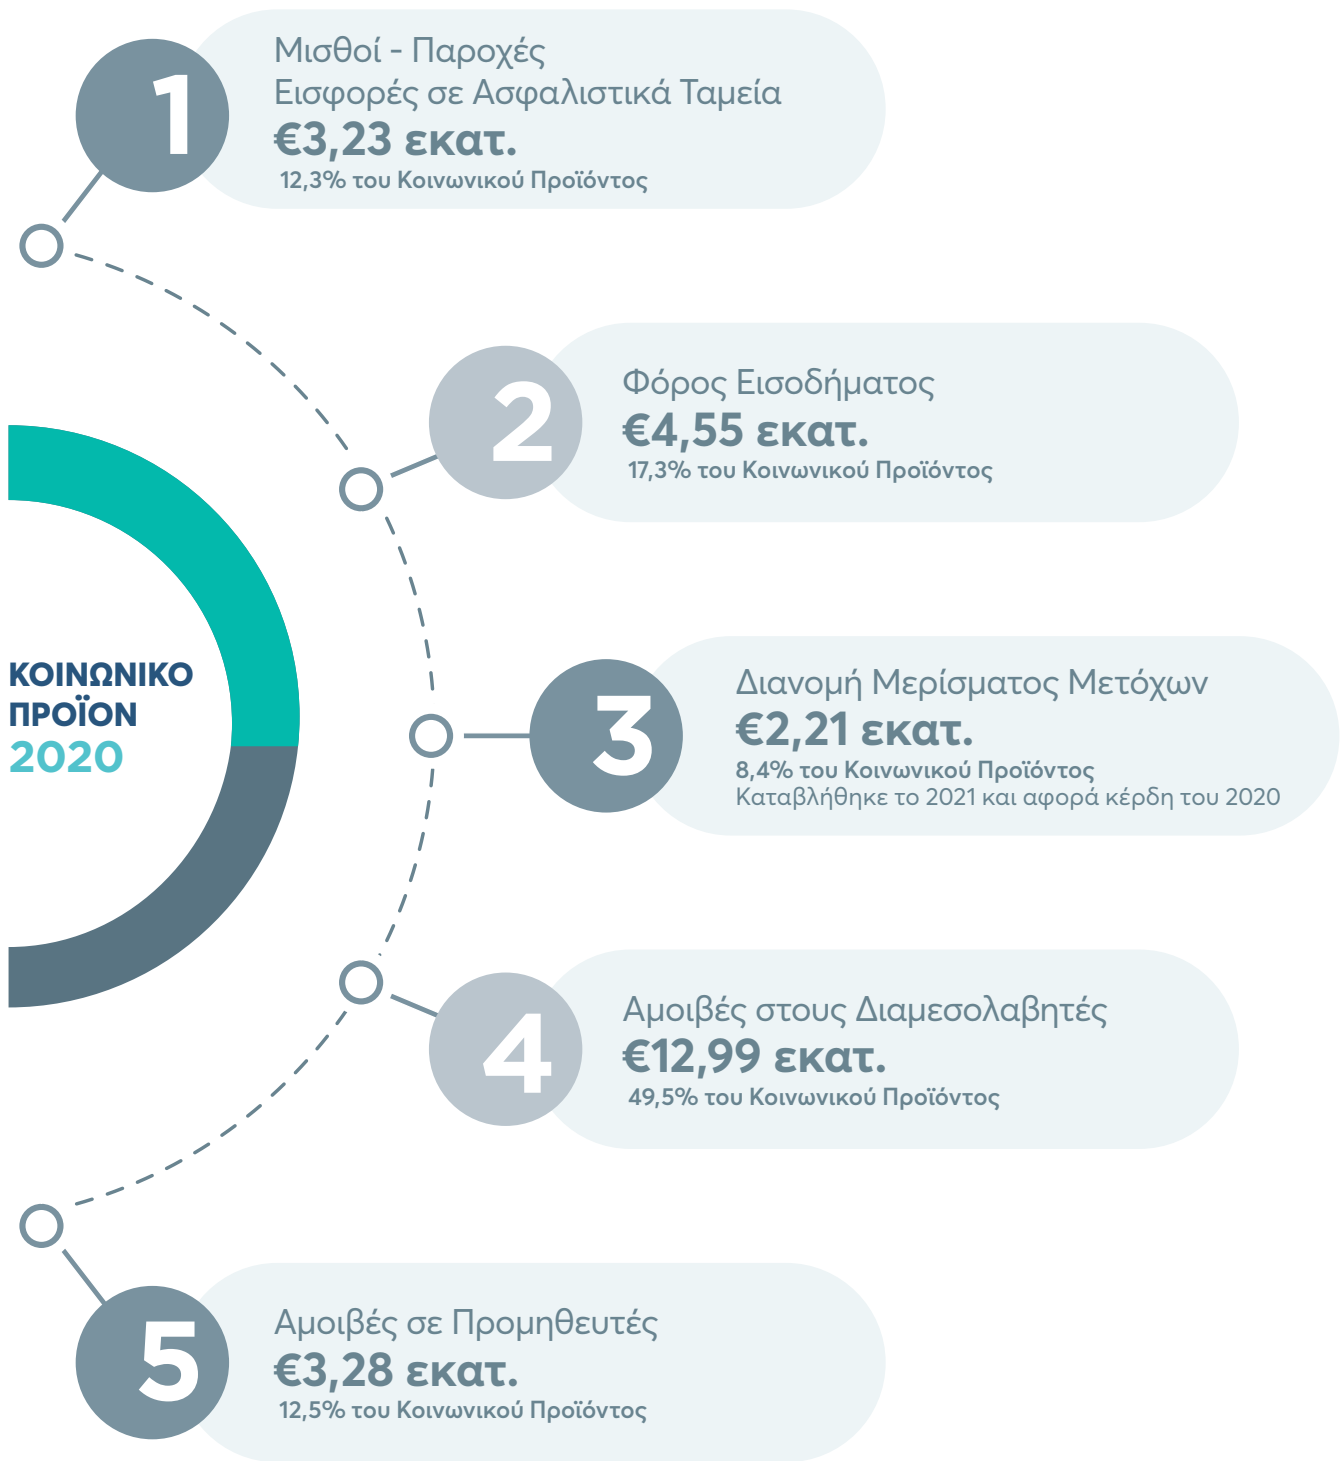 1
Μισθοί - Παροχές
Εισφορές σε Ασφαλιστικά Ταμεία
€3,23 εκατ.
12,3% του Κοινωνικού Προϊόντος
2
Φόρος Εισοδήματος
€4,55 εκατ.
17,3% του Κοινωνικού Προϊόντος
ΚΟΙΝΩΝΙΚΟ
ΠΡΟΪΟΝ
2020
3
Διανομή Μερίσματος Μετόχων
€2,21 εκατ.
8,4% του Κοινωνικού Προϊόντος
Καταβλήθηκε το 2021 και αφορά κέρδη του 2020
4
Αμοιβές στους Διαμεσολαβητές
€12,99 εκατ.
49,5% του Κοινωνικού Προϊόντος
5
Αμοιβές σε Προμηθευτές
€3,28 εκατ.
12,5% του Κοινωνικού Προϊόντος